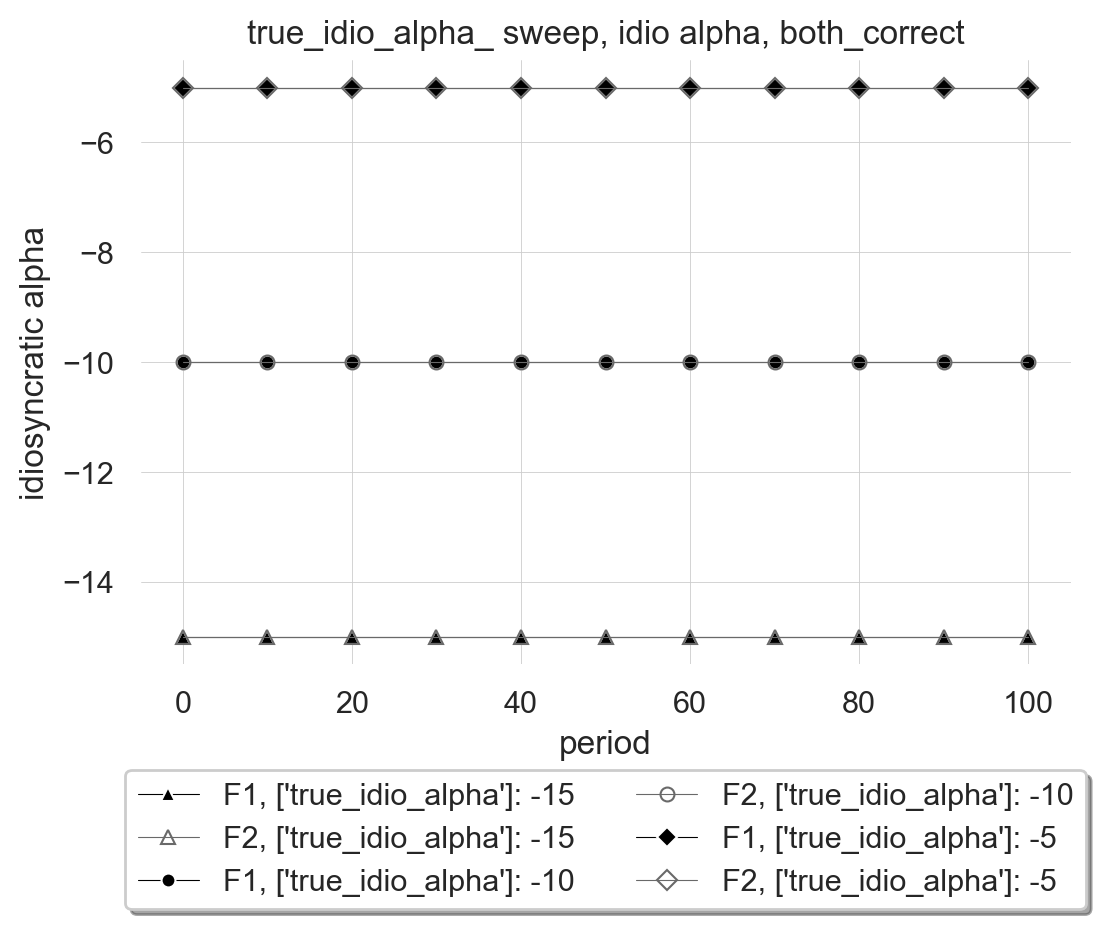 true_idio_alpha_ sweep, idio alpha, both_correct
idiosyncratic alpha
−6
−8
−10
−12
−14
0 20 40 60 80 100
period
F1, ['true_idio_alpha']: -15
F2, ['true_idio_alpha']: -15
F1, ['true_idio_alpha']: -10
F2, ['true_idio_alpha']: -10
F1, ['true_idio_alpha']: -5
F2, ['true_idio_alpha']: -5